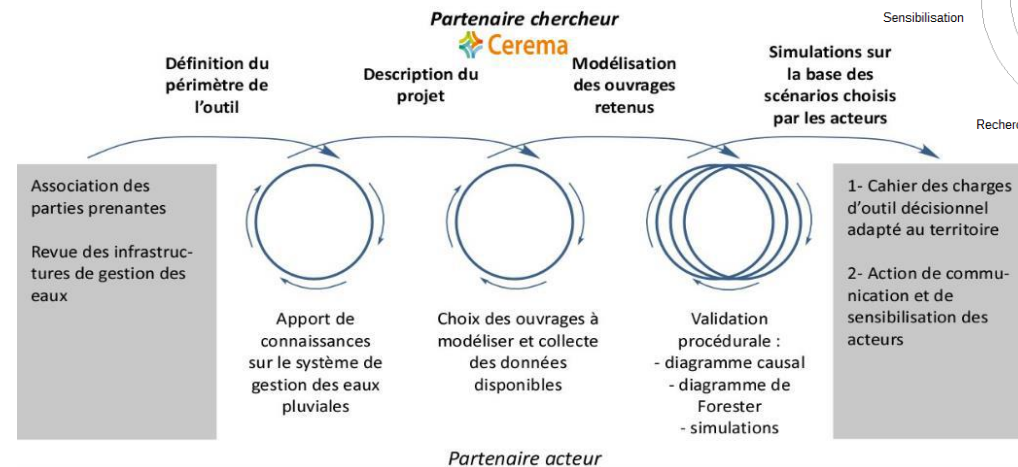 Partenaire chercheur
Cerema
Sensibilisation
Définition du
périmètre de
l'outil
Description du
projet
Modélisation
des ouvrages
retenus
Simulations sur
la base des
scénarios choisis
par les acteurs
Recherc
Association des
parties prenantes
Revue des infrastruc-
tures de gestion des
eaux
Apport de
connaissances
sur le système de
gestion des eaux
pluviales
Choix des ouvrages à
modéliser et collecte
des données
disponibles
Validation
procédurale :
- diagramme causal
- diagramme de
Forester
- simulations
1- Cahier des charges
d'outil décisionnel
adapté au territoire
2- Action de commu-
nication et de
sensibilisation des
acteurs
Partenaire acteur